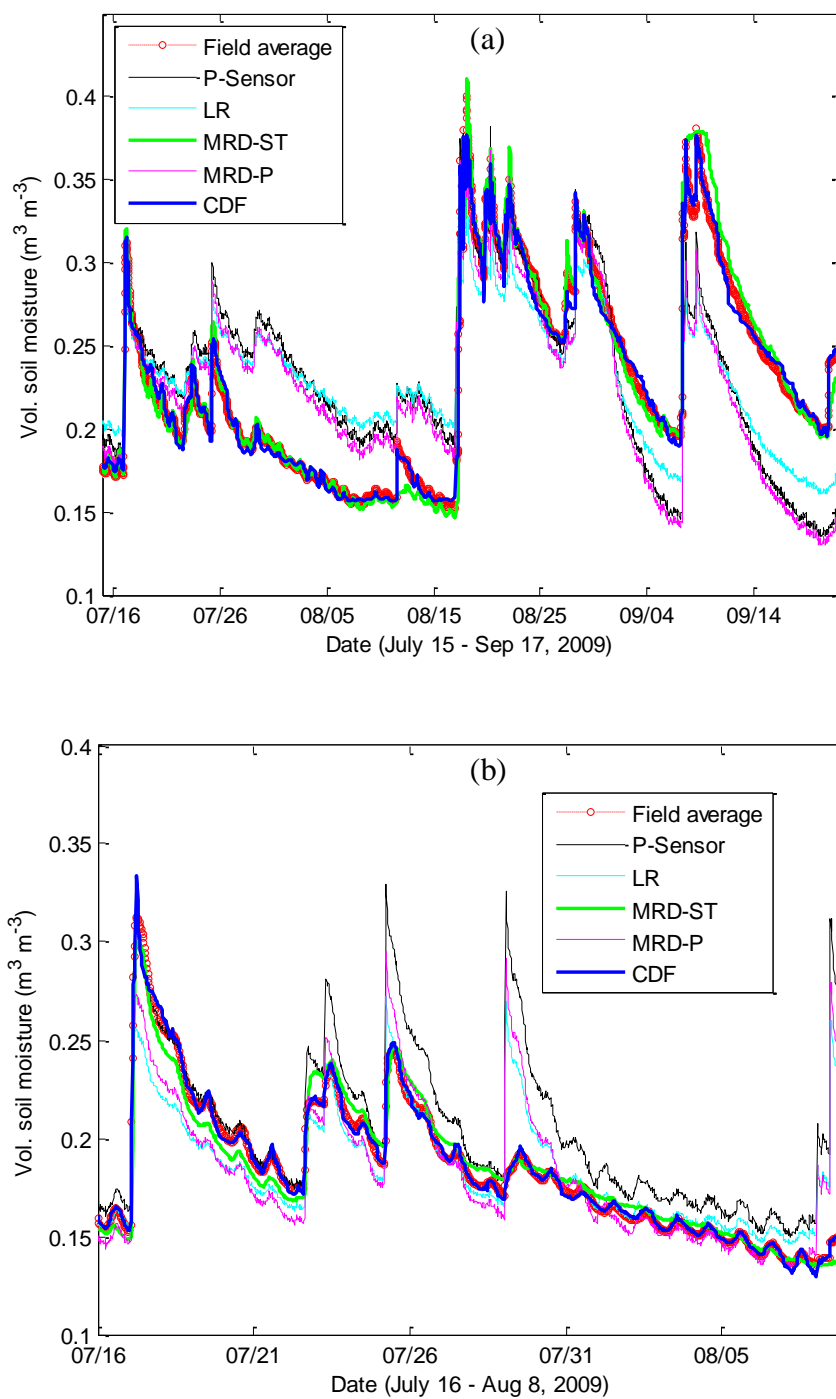 (a)
Field average
P-Sensor
LR
MRD-ST
MRD-P
CDF
Vol. soil moisture (m³ m⁻³)
0.4
0.35
0.3
0.25
0.2
0.15
0.1
07/16 07/26 08/05 08/15 08/25 09/04 09/14
Date (July 15 - Sep 17, 2009)
(b)
Field average
P-Sensor
LR
MRD-ST
MRD-P
CDF
Vol. soil moisture (m³ m⁻³)
0.4
0.35
0.3
0.25
0.2
0.15
0.1
07/16 07/21 07/26 07/31 08/05
Date (July 16 - Aug 8, 2009)